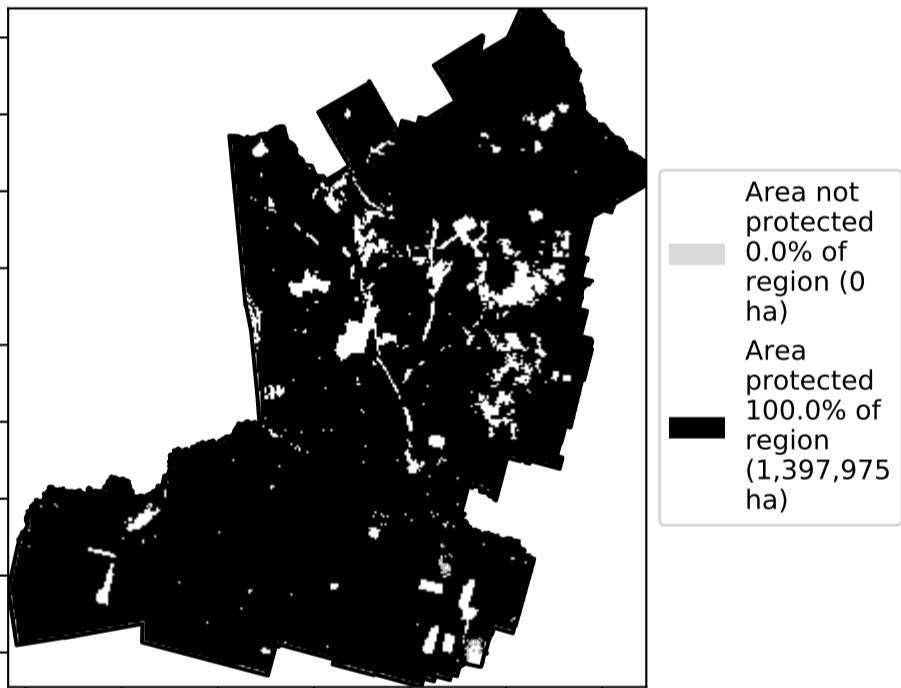 Area not
protected
0.0% of
region (0
ha)
Area
protected
100.0% of
region
(1,397,975
ha)